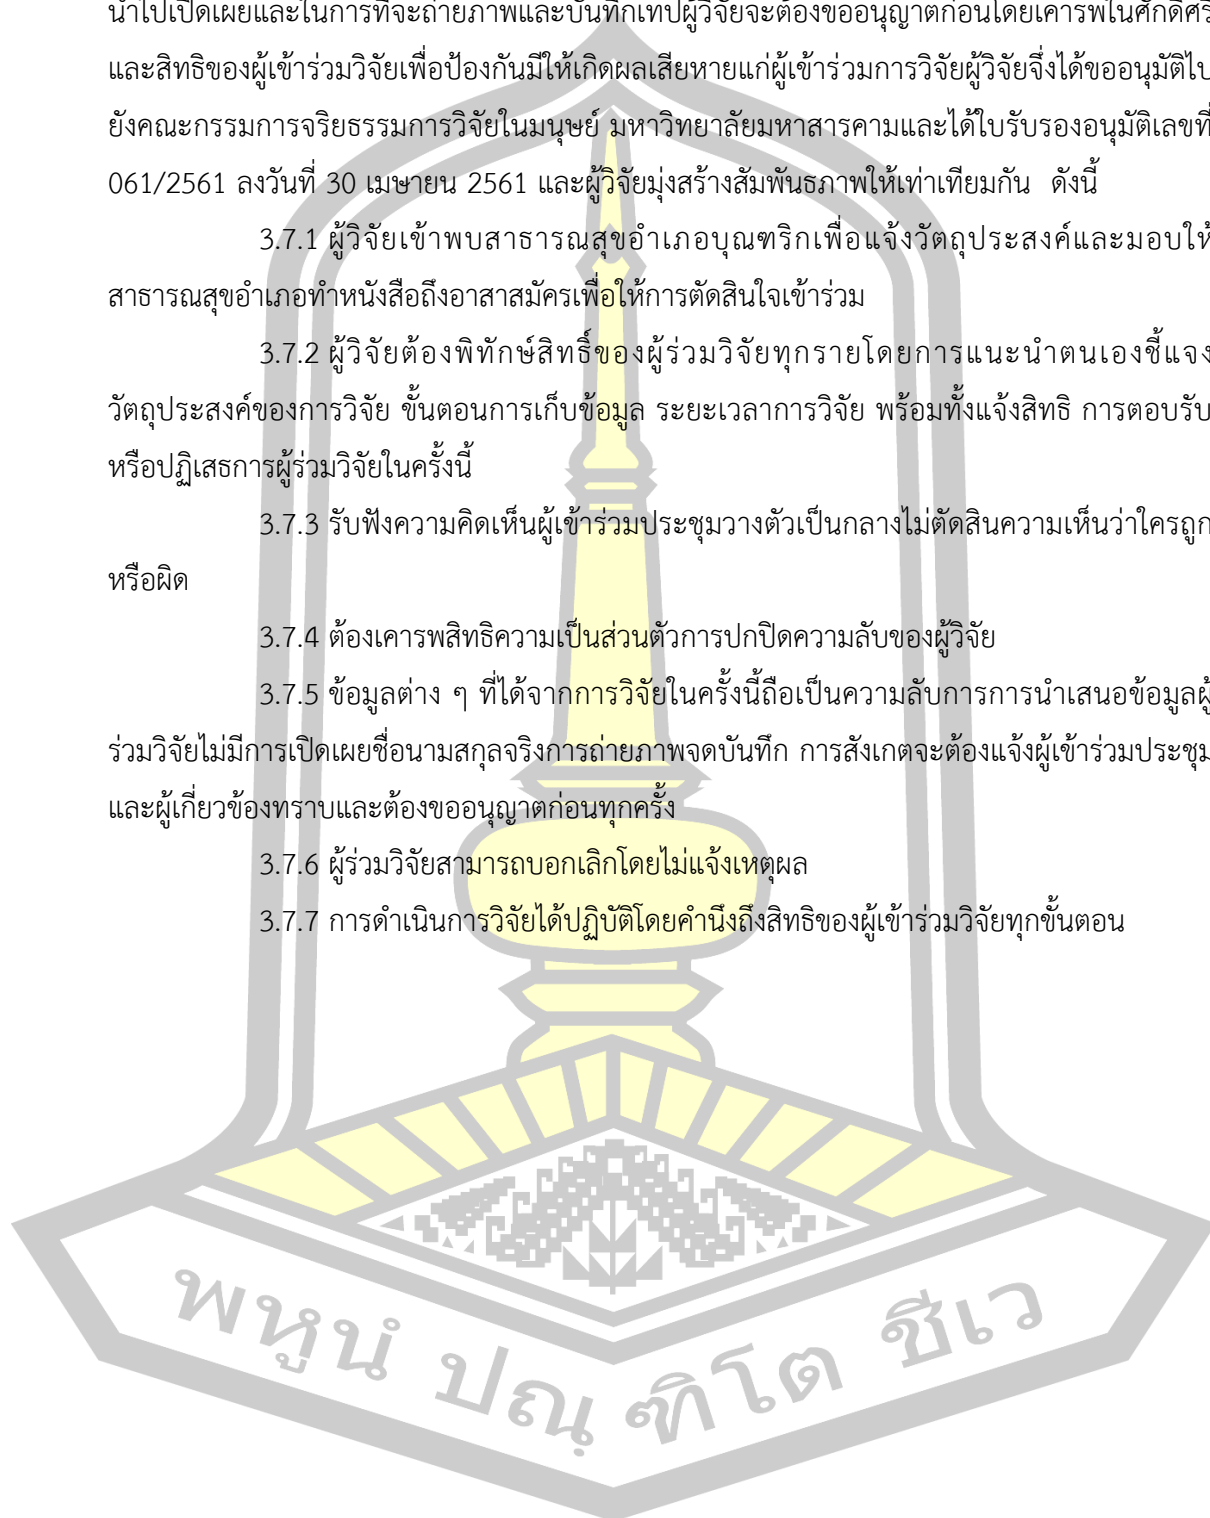 นำไปเปิดเผยและในการที่จะถ่ายภาพและบันทึกเทปผู้วิจัยจะต้องขออนุญาตก่อนโดยเคารพในศักดิ์ศรี
และสิทธิของผู้เข้าร่วมวิจัยเพื่อป้องกันมิให้เกิดผลเสียหายแก่ผู้เข้าร่วมการวิจัยผู้วิจัยจึงได้ขออนุมัติไป
ยังคณะกรรมการจริยธรรมการวิจัยในมนุษย์ มหาวิทยาลัยมหาสารคามและได้ใบรับรองอนุมัติเลขที่
061/2561 ลงวันที่ 30 เมษายน 2561 และผู้วิจัยมุ่งสร้างสัมพันธภาพให้เท่าเทียมกัน ดังนี้
3.7.1 ผู้วิจัยเข้าพบสาธารณสุขอำเภอบุณฑริกเพื่อแจ้งวัตถุประสงค์และมอบให้
สาธารณสุขอำเภอทำหนังสือถึงอาสาสมัครเพื่อให้การตัดสินใจเข้าร่วม
3.7.2 ผู้วิจัยต้องพิทักษ์สิทธิ์ของผู้ร่วมวิจัยทุกรายโดยการแนะนำตนเองชี้แจง
วัตถุประสงค์ของการวิจัย ขั้นตอนการเก็บข้อมูล ระยะเวลาการวิจัย พร้อมทั้งแจ้งสิทธิ การตอบรับ
หรือปฏิเสธการผู้ร่วมวิจัยในครั้งนี้
3.7.3 รับฟังความคิดเห็นผู้เข้าร่วมประชุมวางตัวเป็นกลางไม่ตัดสินความเห็นว่าใครถูก
หรือผิด
3.7.4 ต้องเคารพสิทธิความเป็นส่วนตัวการปกปิดความลับของผู้วิจัย
3.7.5 ข้อมูลต่าง ๆ ที่ได้จากการวิจัยในครั้งนี้ถือเป็นความลับการการนำเสนอข้อมูลผู้
ร่วมวิจัยไม่มีการเปิดเผยชื่อนามสกุลจริงการถ่ายภาพจดบันทึก การสังเกตจะต้องแจ้งผู้เข้าร่วมประชุม
และผู้เกี่ยวข้องทราบและต้องขออนุญาตก่อนทุกครั้ง
3.7.6 ผู้ร่วมวิจัยสามารถบอกเลิกโดยไม่แจ้งเหตุผล
3.7.7 การดำเนินการวิจัยได้ปฏิบัติโดยคำนึงถึงสิทธิของผู้เข้าร่วมวิจัยทุกขั้นตอน
พหูนํ ปณฺฑิโต ชีเว